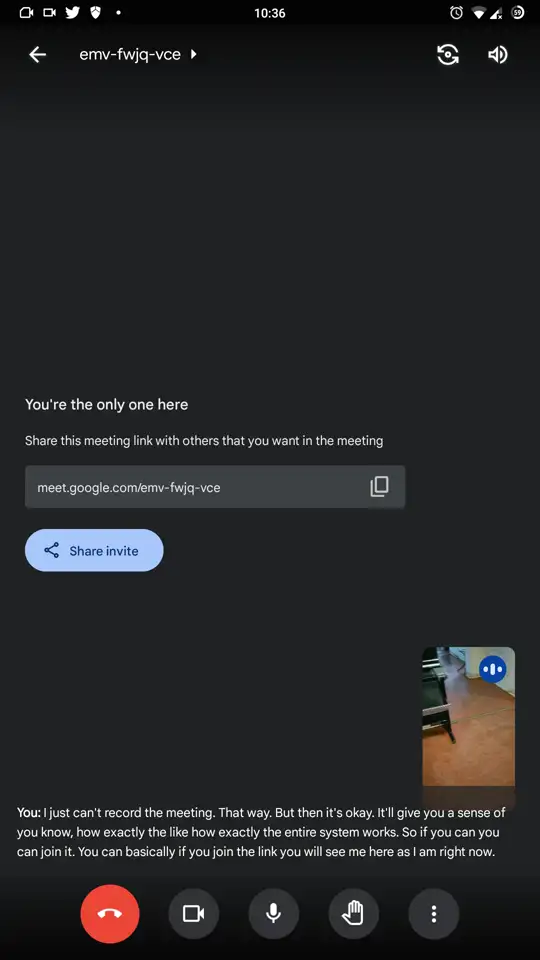 10:36
59
emv-fwjq-vce
You're the only one here
Share this meeting link with others that you want in the meeting
meet.google.com/emv-fwjq-vce
Share invite
You: I just can't record the meeting. That way. But then it's okay. It'll give you a sense of
you know, how exactly the like how exactly the entire system works. So if you can you
can join it. You can basically if you join the link you will see me here as I am right now.